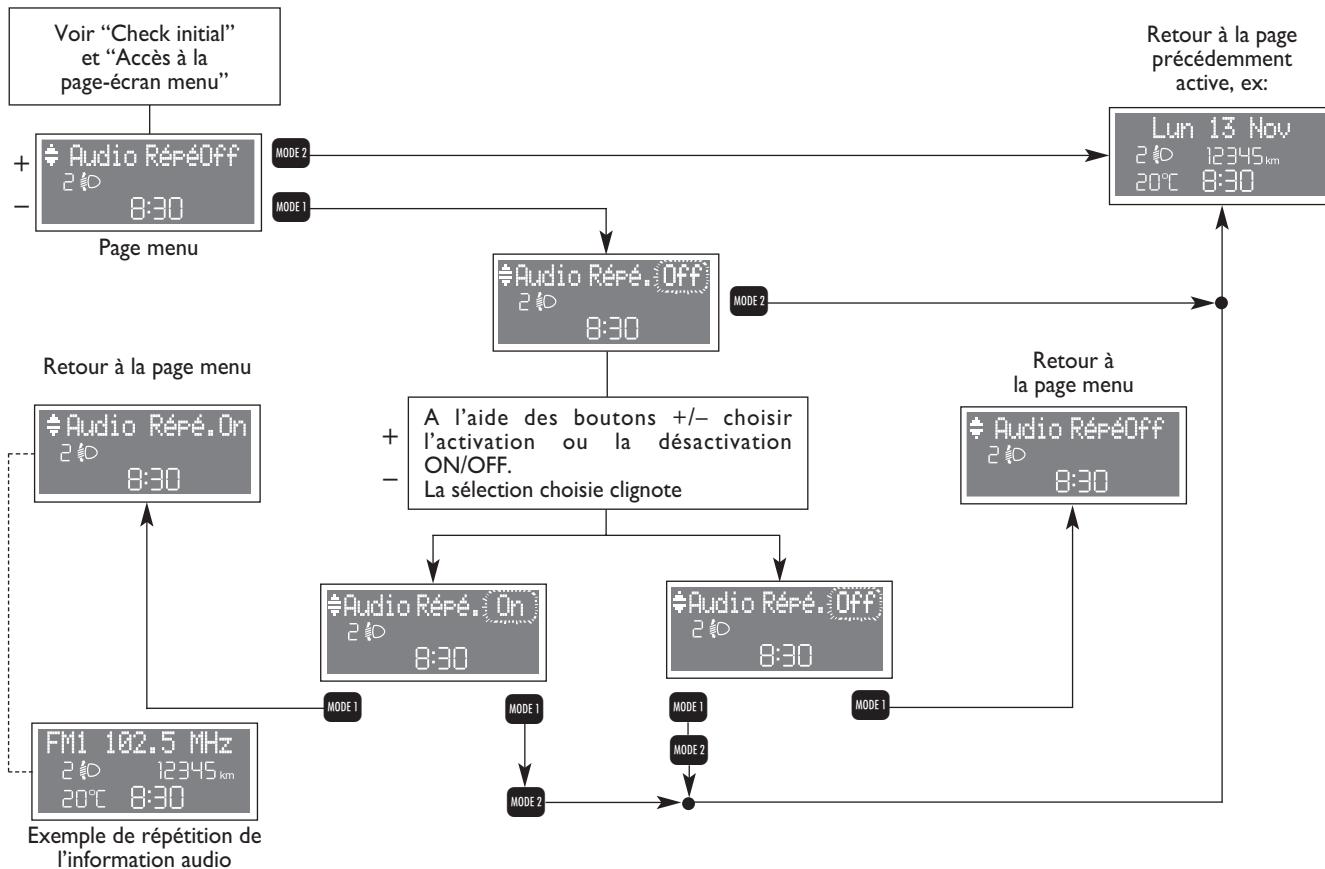 Voir “Check initial”
et “Accès à la
page-écran menu”
Retour à la page
précédemment
active, ex:
+
–
Audio RépéOff
2
8:30
Page menu
MODE 2
MODE 1
Lun 13 Nov
2 12345 km
20°C 8:30
Audio Répé. Off
2
8:30
MODE 2
Retour à la page menu
Audio Répé.On
2
8:30
+
–
A l’aide des boutons +/– choisir
l’activation ou la désactivation
ON/OFF.
La sélection choisie clignote
Retour à
la page menu
Audio RépéOff
2
8:30
Audio Répé. On
2
8:30
Audio Répé. Off
2
8:30
MODE 1
MODE 1
MODE 2
MODE 1
MODE 2
MODE 1
FM1 102.5 MHz
2 12345 km
20°C 8:30
Exemple de répétition de
l’information audio